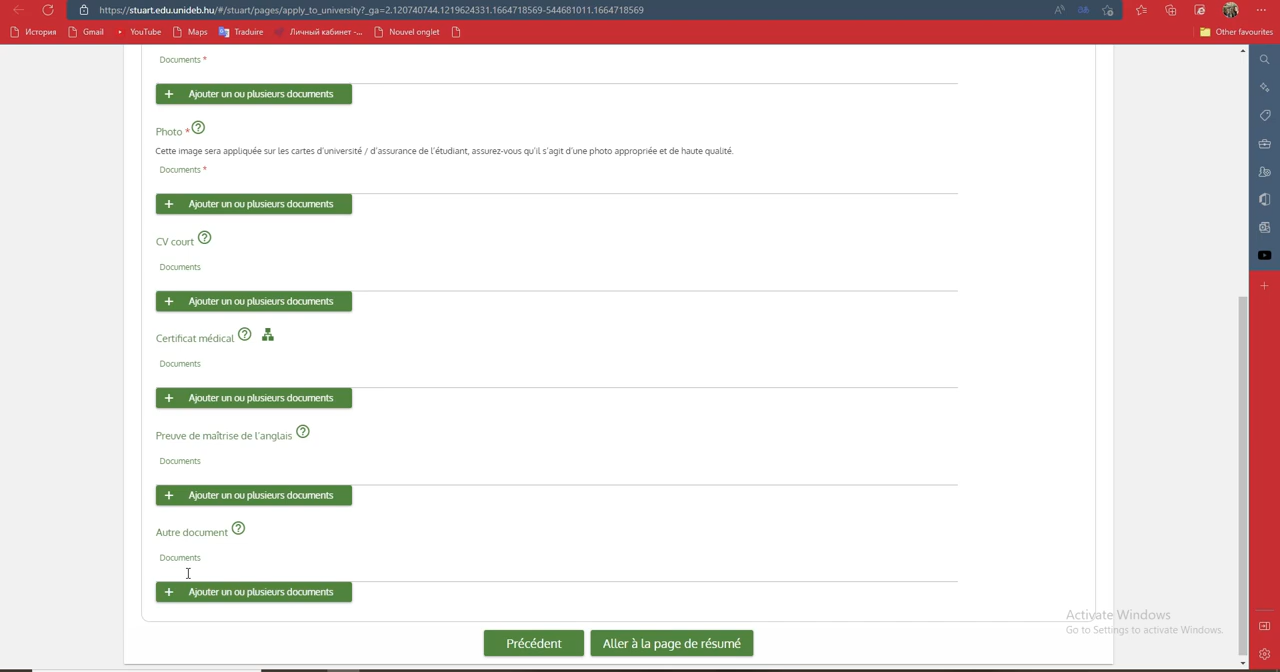 https://stuart.edu.unideb.hu/#/stuart/pages/apply_to_university?_ga=2.120740744.1219624331.1664718569-544681011.1664718569
История Gmail YouTube Maps Traduire Личный кабинет -... Nouvel onglet Other favourites
Documents *
+ Ajouter un ou plusieurs documents
Photo *
Cette image sera appliquée sur les cartes d'université / d'assurance de l'étudiant, assurez-vous qu'il s'agit d'une photo appropriée et de haute qualité.
Documents *
+ Ajouter un ou plusieurs documents
CV court
Documents
+ Ajouter un ou plusieurs documents
Certificat médical
Documents
+ Ajouter un ou plusieurs documents
Preuve de maîtrise de l'anglais
Documents
+ Ajouter un ou plusieurs documents
Autre document
Documents
+ Ajouter un ou plusieurs documents
Précédent Aller à la page de résumé
Activate Windows
Go to Settings to activate Windows.